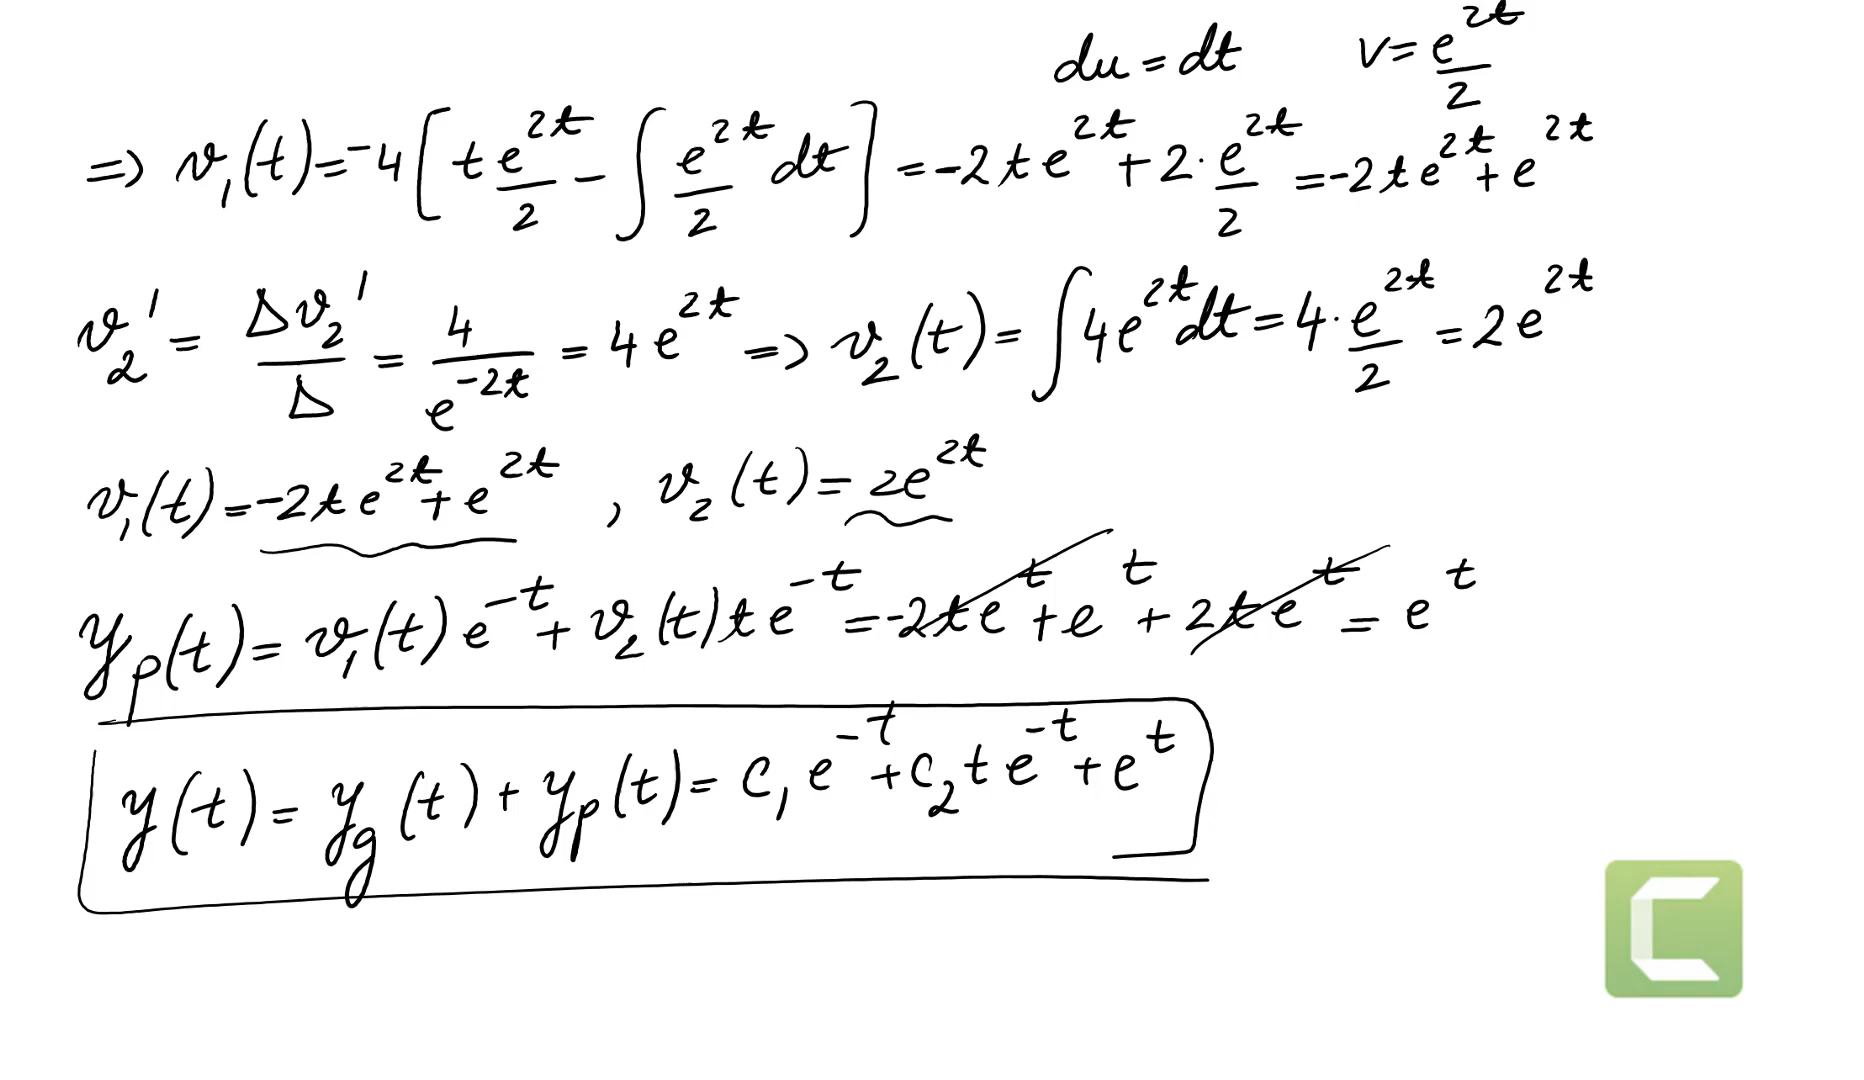 du = dt v = e^{2t}/2
=> v₁(t) = -4[t e^{2t}/2 - ∫ e^{2t}/2 dt] = -2te^{2t} + 2·e^{2t}/2 = -2te^{2t} + e^{2t}
v₂' = Δv₂'/Δ = 4/e^{-2t} = 4e^{2t} => v₂(t) = ∫4e^{2t}dt = 4·e^{2t}/2 = 2e^{2t}
v₁(t) = -2te^{2t} + e^{2t} , v₂(t) = 2e^{2t}
y_p(t) = v₁(t)e^{-t} + v₂(t)te^{-t} = -2te^{t} + e^{t} + 2te^{t} = e^{t}
y(t) = y_g(t) + y_p(t) = c₁e^{-t} + c₂te^{-t} + e^{t}
C